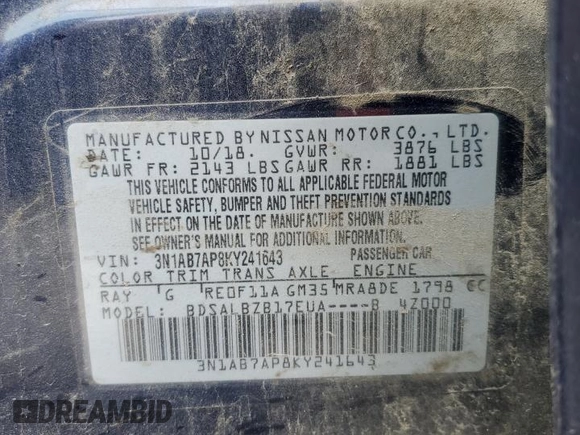 MANUFACTURED BY NISSAN MOTOR CO., LTD.
DATE: 10/18. GVWR: 3876 LBS
GAWR FR: 2143 LBS GAWR RR: 1881 LBS
THIS VEHICLE CONFORMS TO ALL APPLICABLE FEDERAL MOTOR
VEHICLE SAFETY, BUMPER AND THEFT PREVENTION STANDARDS
IN EFFECT ON THE DATE OF MANUFACTURE SHOWN ABOVE.
SEE OWNER'S MANUAL FOR ADDITIONAL INFORMATION.
VIN: 3N1AB7AP8KY241643 PASSENGER CAR
COLOR TRIM TRANS AXLE ENGINE
RAY G RE0F11A GM35 MRA8DE 1798 CC
MODEL: BDSALBZB17EUA----B 4Z000
3N1AB7AP8KY241643
DREAMBID